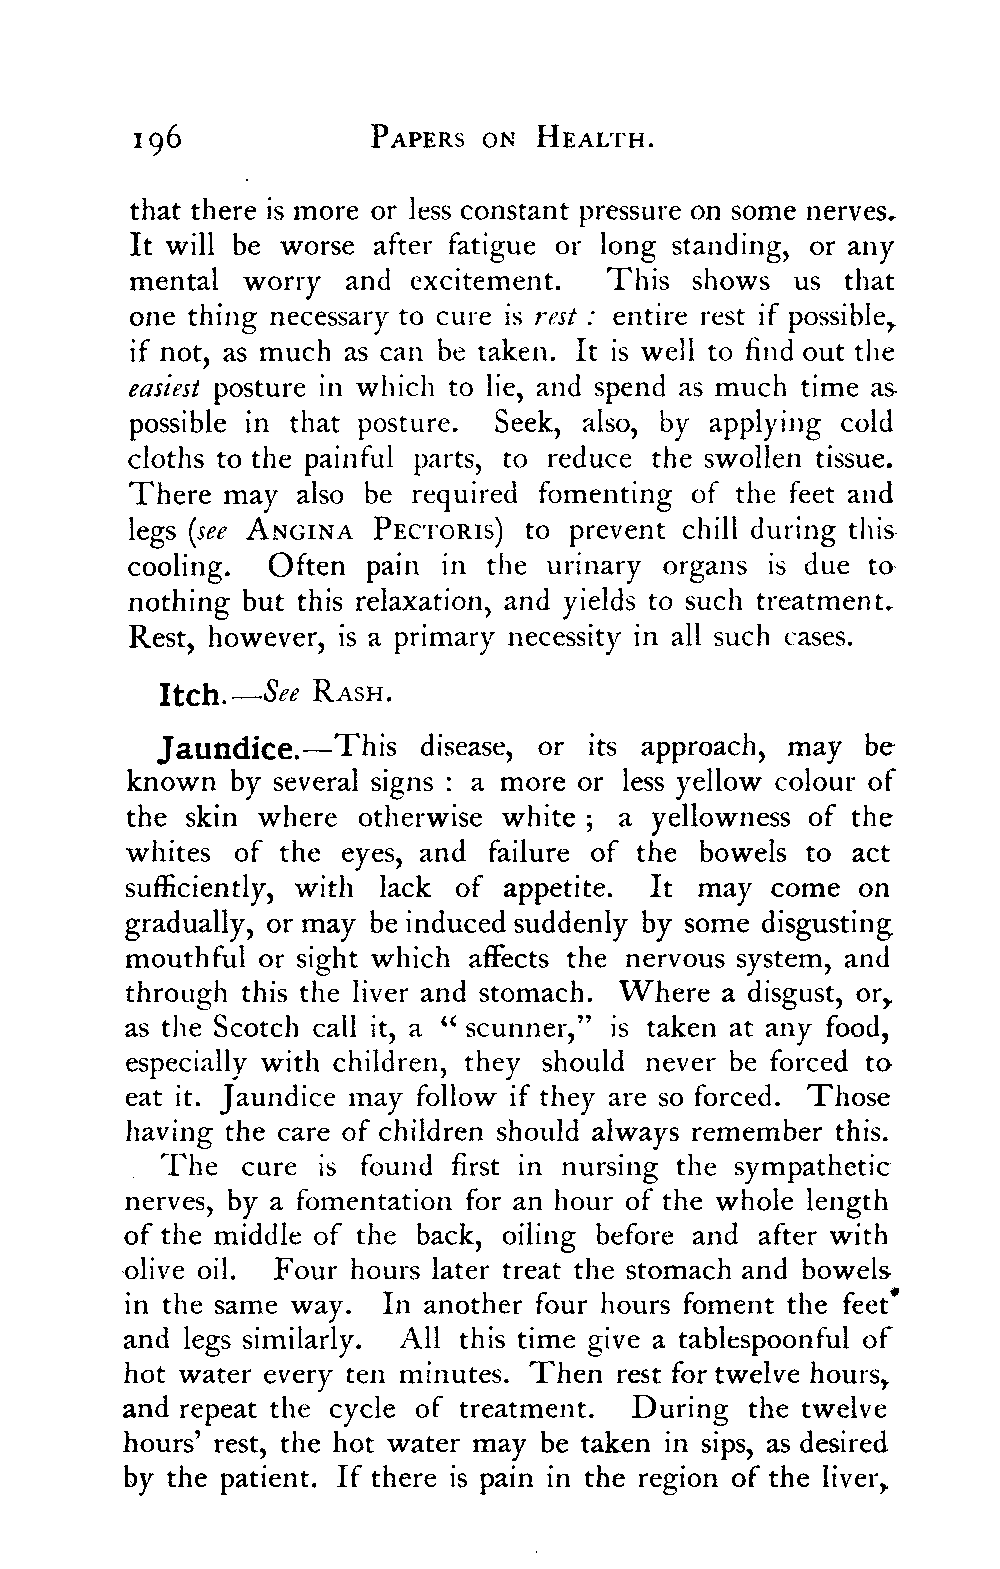 196 PAPERS ON HEALTH.
that there is more or less constant pressure on some nerves.
It will be worse after fatigue or long standing, or any
mental worry and excitement. This shows us that
one thing necessary to cure is rest : entire rest if possible,
if not, as much as can be taken. It is well to find out the
easiest posture in which to lie, and spend as much time as
possible in that posture. Seek, also, by applying cold
cloths to the painful parts, to reduce the swollen tissue.
There may also be required fomenting of the feet and
legs (see ANGINA PECTORIS) to prevent chill during this
cooling. Often pain in the urinary organs is due to
nothing but this relaxation, and yields to such treatment.
Rest, however, is a primary necessity in all such cases.
Itch.—See RASH.
Jaundice.—This disease, or its approach, may be
known by several signs : a more or less yellow colour of
the skin where otherwise white ; a yellowness of the
whites of the eyes, and failure of the bowels to act
sufficiently, with lack of appetite. It may come on
gradually, or may be induced suddenly by some disgusting
mouthful or sight which affects the nervous system, and
through this the liver and stomach. Where a disgust, or,
as the Scotch call it, a “ scunner,” is taken at any food,
especially with children, they should never be forced to
eat it. Jaundice may follow if they are so forced. Those
having the care of children should always remember this.
The cure is found first in nursing the sympathetic
nerves, by a fomentation for an hour of the whole length
of the middle of the back, oiling before and after with
olive oil. Four hours later treat the stomach and bowels
in the same way. In another four hours foment the feet
and legs similarly. All this time give a tablespoonful of
hot water every ten minutes. Then rest for twelve hours,
and repeat the cycle of treatment. During the twelve
hours’ rest, the hot water may be taken in sips, as desired
by the patient. If there is pain in the region of the liver,